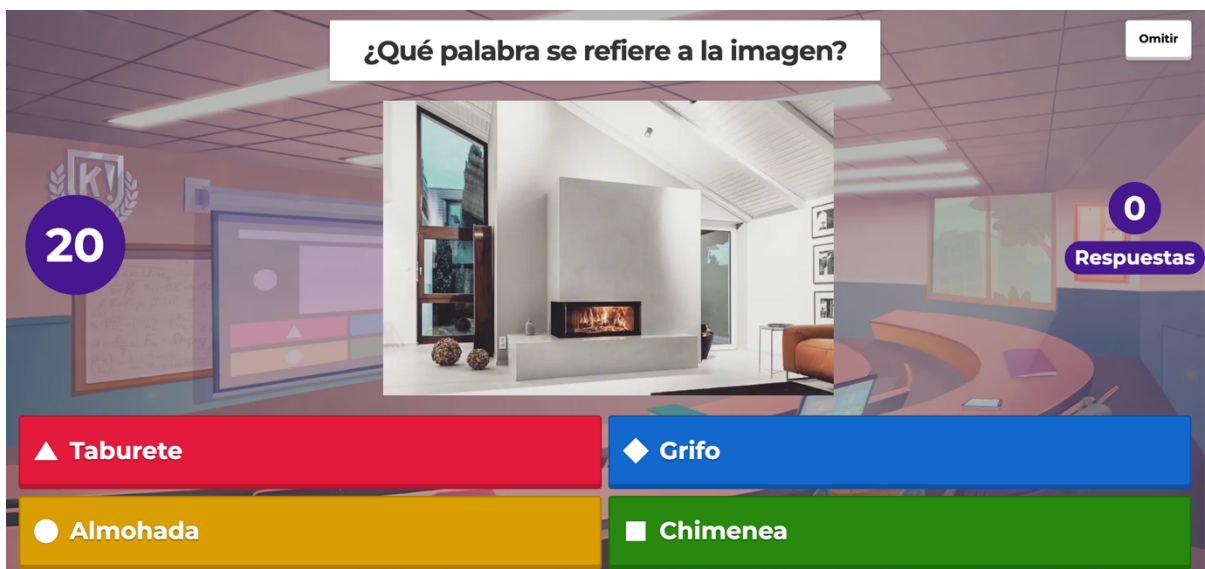 ¿Qué palabra se refiere a la imagen?
Omitir
K!
20
0
Respuestas
Taburete
Grifo
Almohada
Chimenea